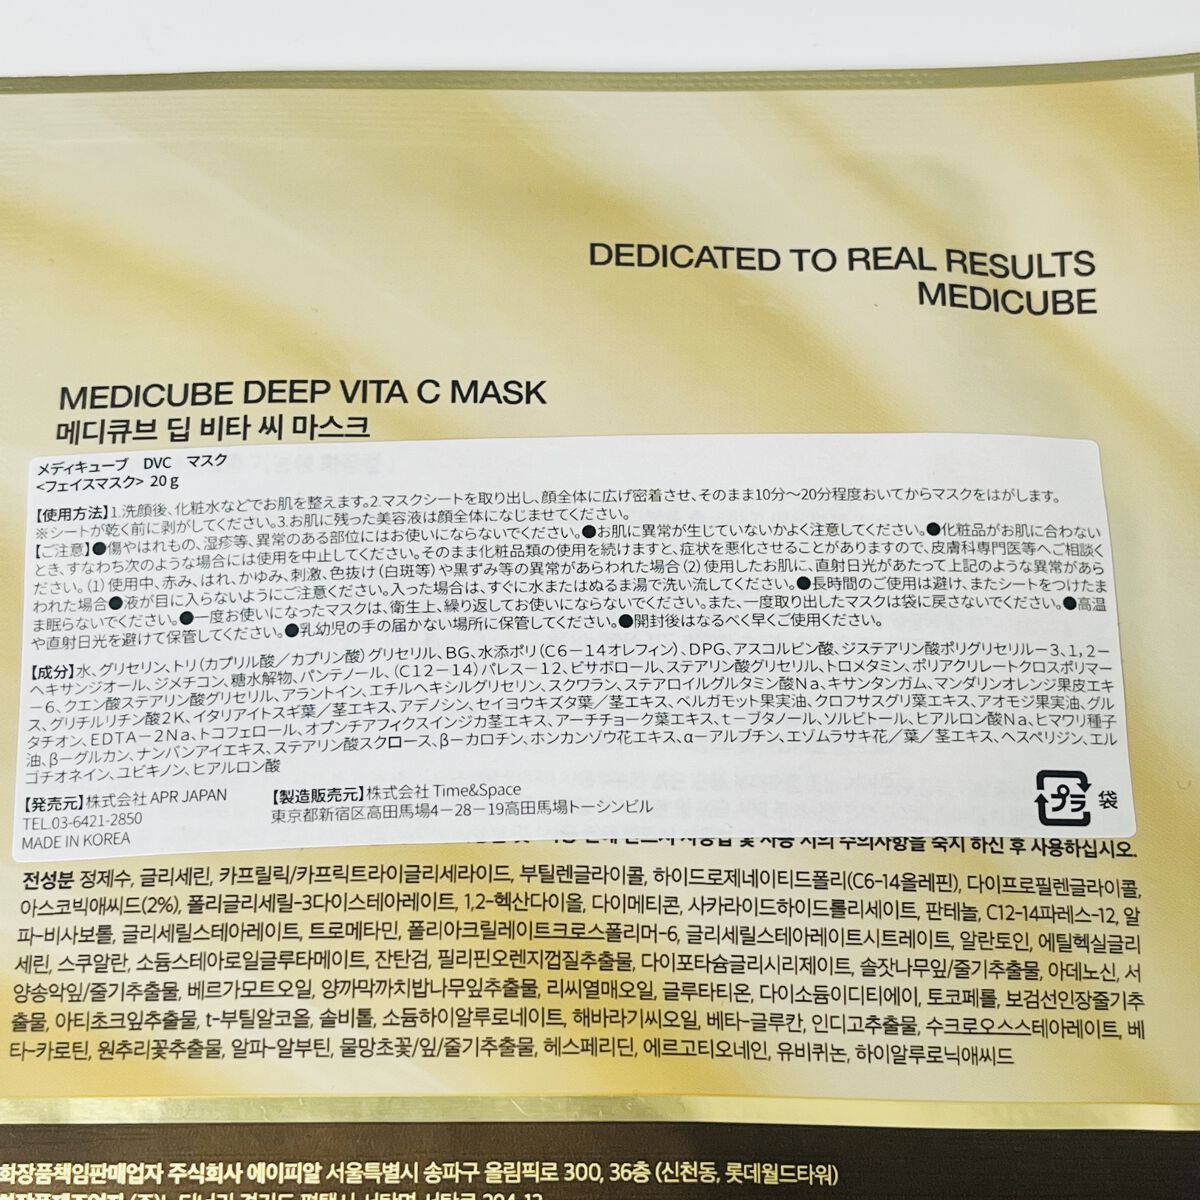 DEDICATED TO REAL RESULTS
MEDICUBE
MEDICUBE DEEP VITA C MASK
메디큐브 딥 비타 씨 마스크
メディキューブ　DVC　マスク
<フェイスマスク> 20g
【使用方法】1.洗顔後、化粧水などでお肌を整えます。2.マスクシートを取り出し、顔全体に広げ密着させ、そのまま10分～20分程度おいてからマスクをはがします。
※シートが乾く前に剥がしてください。3.お肌に残った美容液は顔全体になじませてください。
【ご注意】●傷やはれもの、湿疹等、異常のある部位にはお使いにならないでください。●お肌に異常が生じていないかよく注意してください。●化粧品がお肌に合わない
とき、すなわち次のような場合には使用を中止してください。そのまま化粧品類の使用を続けますと、症状を悪化させることがありますので、皮膚科専門医等へご相談く
ださい。(1)使用中、赤み、はれ、かゆみ、刺激、色抜け(白斑等)や黒ずみ等の異常があらわれた場合(2)使用したお肌に、直射日光があたって上記のような異常があら
われた場合●液が目に入らないようにご注意ください。入った場合は、すぐに水またはぬるま湯で洗い流してください。●長時間のご使用は避け、またシートをつけたま
ま眠らないでください。●一度お使いになったマスクは、衛生上、繰り返してお使いにならないでください。また、一度取り出したマスクは袋に戻さないでください。●高温
や直射日光を避けて保管してください。●乳幼児の手の届かない場所に保管してください。●開封後はなるべく早くご使用ください。
【成分】水、グリセリン、トリ(カプリル酸／カプリン酸)グリセリル、BG、水添ポリ(C6－14オレフィン)、DPG、アスコルビン酸、ジステアリン酸ポリグリセリル－3、1,2－
ヘキサンジオール、ジメチコン、糖水解物、パンテノール、(C12－14)パレス－12、ビサボロール、ステアリン酸グリセリル、トロメタミン、ポリアクリレートクロスポリマー
－6、クエン酸ステアリン酸グリセリル、アラントイン、エチルヘキシルグリセリン、スクワラン、ステアロイルグルタミン酸Na、キサンタンガム、マンダリンオレンジ果皮エキ
ス、グリチルリチン酸2K、イタリアイトスギ葉／茎エキス、アデノシン、セイヨウキズタ葉／茎エキス、ベルガモット果実油、クロフサスグリ葉エキス、アオモジ果実油、グル
タチオン、EDTA－2Na、トコフェロール、オプンチアフィクスインジカ茎エキス、アーチチョーク葉エキス、t－ブタノール、ソルビトール、ヒアルロン酸Na、ヒマワリ種子
油、β－グルカン、ナンバンアイエキス、ステアリン酸スクロース、β－カロチン、ホンカンゾウ花エキス、α－アルブチン、エゾムラサキ花／葉／茎エキス、ヘスペリジン、エル
ゴチオネイン、ユビキノン、ヒアルロン酸
【発売元】株式会社 APR JAPAN
TEL.03-6421-2850
MADE IN KOREA
【製造販売元】株式会社 Time&Space
東京都新宿区高田馬場4－28－19高田馬場トーシンビル
プラ 袋
시의 주의사항을 숙지 하신 후 사용하십시오.
전성분 정제수, 글리세린, 카프릴릭/카프릭트라이글리세라이드, 부틸렌글라이콜, 하이드로제네이티드폴리(C6-14올레핀), 다이프로필렌글라이콜,
아스코빅애씨드(2%), 폴리글리세릴-3다이스테아레이트, 1,2-헥산다이올, 다이메티콘, 사카라이드하이드롤리세이트, 판테놀, C12-14파레스-12, 알
파-비사보롤, 글리세릴스테아레이트, 트로메타민, 폴리아크릴레이트크로스폴리머-6, 글리세릴스테아레이트시트레이트, 알란토인, 에틸헥실글리
세린, 스쿠알란, 소듐스테아로일글루타메이트, 잔탄검, 필리핀오렌지껍질추출물, 다이포타슘글리시리제이트, 솔잣나무잎/줄기추출물, 아데노신, 서
양송악잎/줄기추출물, 베르가모트오일, 양까막까치밥나무잎추출물, 리씨열매오일, 글루타티온, 다이소듐이디티에이, 토코페롤, 보검선인장줄기추
출물, 아티초크잎추출물, t-부틸알코올, 솔비톨, 소듐하이알루로네이트, 해바라기씨오일, 베타-글루칸, 인디고추출물, 수크로오스스테아레이트, 베
타-카로틴, 원추리꽃추출물, 알파-알부틴, 물망초꽃/잎/줄기추출물, 헤스페리딘, 에르고티오네인, 유비퀴논, 하이알루로닉애씨드
화장품책임판매업자 주식회사 에이피알 서울특별시 송파구 올림픽로 300, 36층 (신천동, 롯데월드타워)